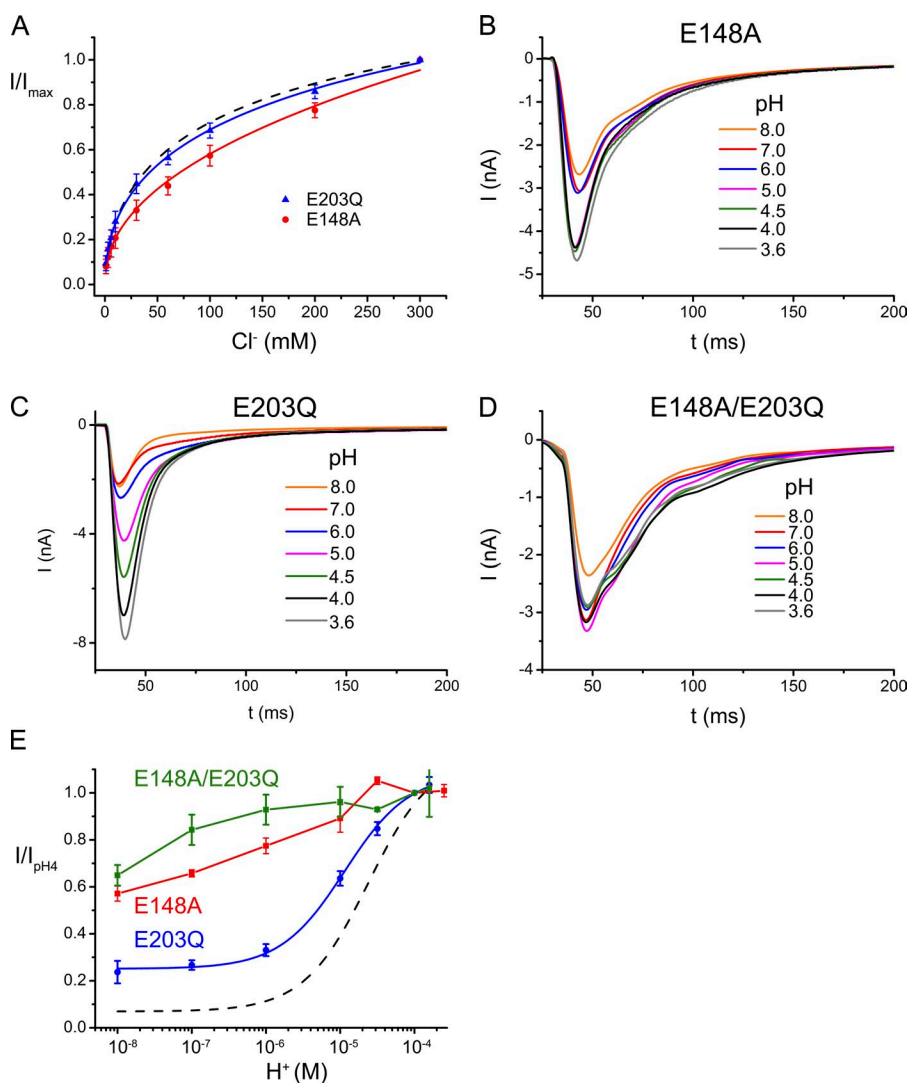 A
I/Imax
1.0
0.8
0.6
0.4
0.2
0.0
E203Q
E148A
0 50 100 150 200 250 300
Cl⁻ (mM)
B
E148A
0
-1
-2
-3
-4
-5
I (nA)
pH
8.0
7.0
6.0
5.0
4.5
4.0
3.6
50 100 150 200
t (ms)
C
E203Q
0
-4
-8
I (nA)
pH
8.0
7.0
6.0
5.0
4.5
4.0
3.6
50 100 150 200
t (ms)
D
E148A/E203Q
0
-1
-2
-3
-4
I (nA)
pH
8.0
7.0
6.0
5.0
4.5
4.0
3.6
50 100 150 200
t (ms)
E
E148A/E203Q
1.0
0.8
0.6
0.4
0.2
0.0
I/IpH4
E148A
E203Q
10⁻⁸ 10⁻⁷ 10⁻⁶ 10⁻⁵ 10⁻⁴
H⁺ (M)